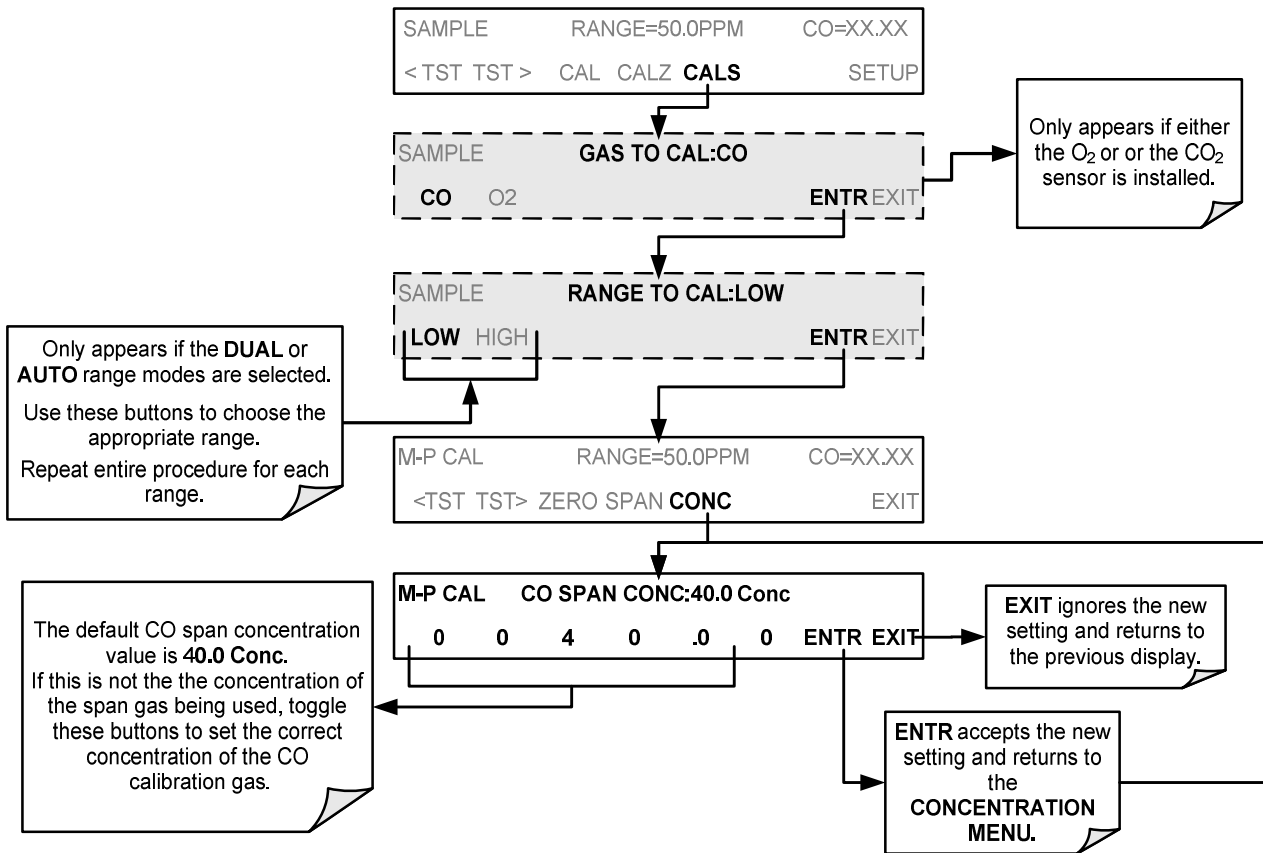 SAMPLE RANGE=50.0PPM CO=XX.XX
< TST TST > CAL CALZ CALS SETUP
SAMPLE GAS TO CAL:CO
CO O2 ENTR EXIT
Only appears if either
the O2 or or the CO2
sensor is installed.
SAMPLE RANGE TO CAL:LOW
LOW HIGH ENTR EXIT
Only appears if the DUAL or
AUTO range modes are selected.
Use these buttons to choose the
appropriate range.
Repeat entire procedure for each
range.
M-P CAL RANGE=50.0PPM CO=XX.XX
<TST TST> ZERO SPAN CONC EXIT
M-P CAL CO SPAN CONC:40.0 Conc
0 0 4 0 .0 0 ENTR EXIT
The default CO span concentration
value is 40.0 Conc.
If this is not the the concentration of
the span gas being used, toggle
these buttons to set the correct
concentration of the CO
calibration gas.
EXIT ignores the new
setting and returns to
the previous display.
ENTR accepts the new
setting and returns to
the
CONCENTRATION
MENU.